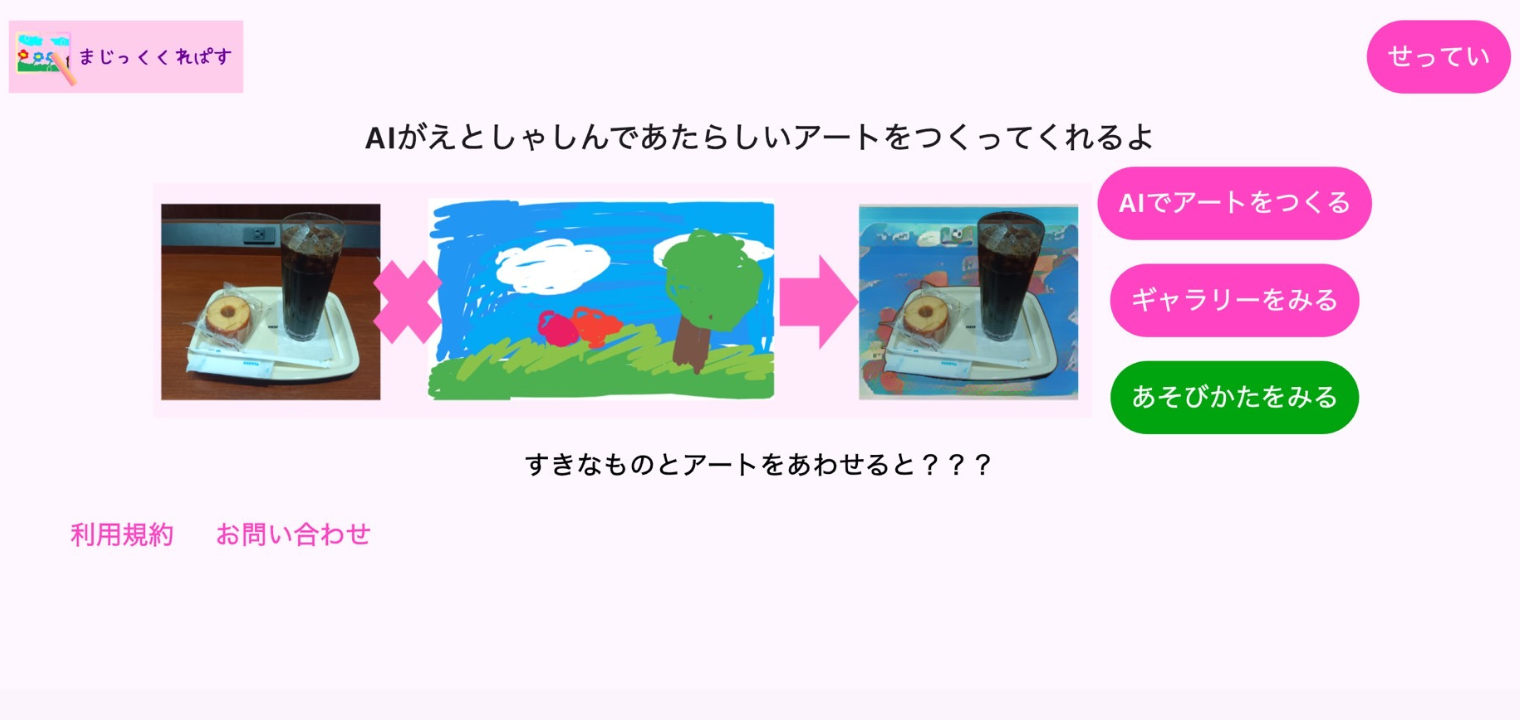 まじっくくれぱす
せってい
AIがえとしゃしんであたらしいアートをつくってくれるよ
AIでアートをつくる
ギャラリーをみる
あそびかたをみる
すきなものとアートをあわせると？？？
利用規約 お問い合わせ